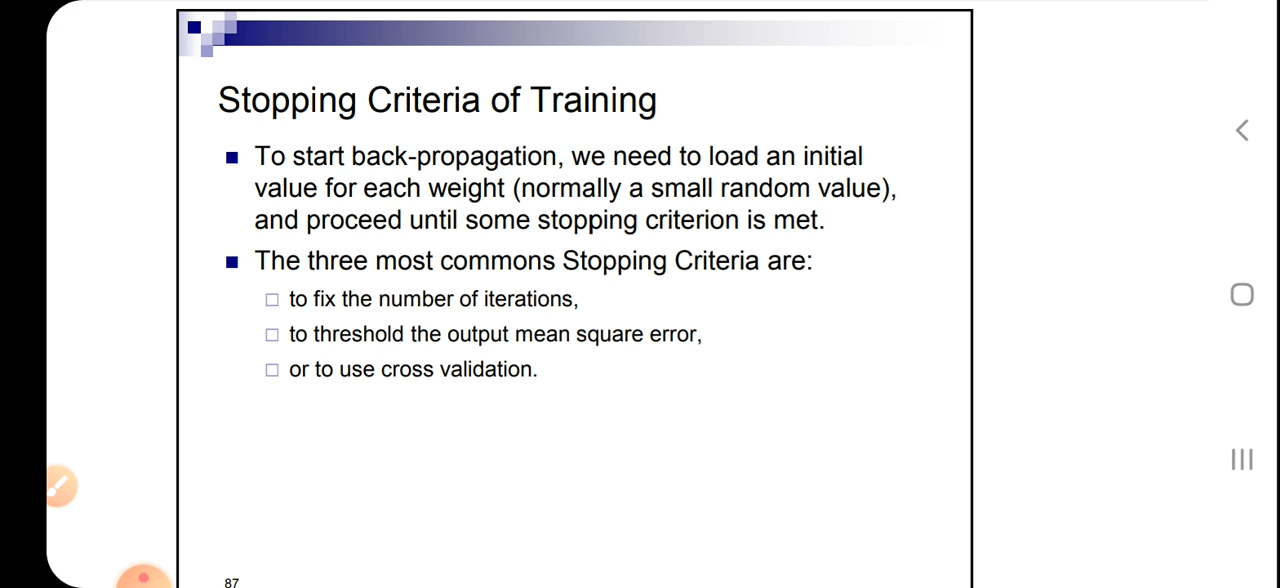 Stopping Criteria of Training
To start back-propagation, we need to load an initial
value for each weight (normally a small random value),
and proceed until some stopping criterion is met.
The three most commons Stopping Criteria are:
to fix the number of iterations,
to threshold the output mean square error,
or to use cross validation.
87